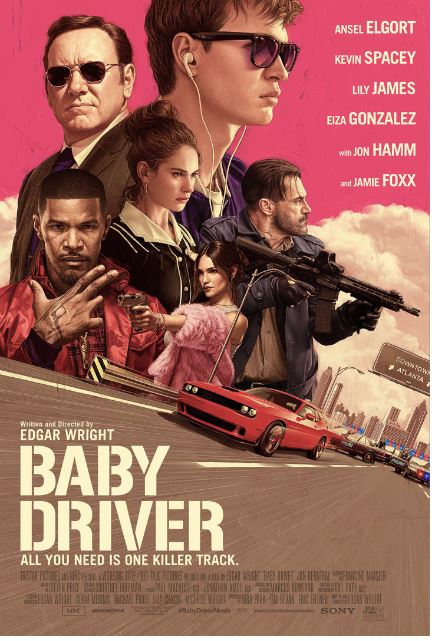 ANSEL ELGORT
KEVIN SPACEY
LILY JAMES
EIZA GONZALEZ
with JON HAMM
and JAMIE FOXX
DOWNTOWN
ATLANTA
Written and Directed by
EDGAR WRIGHT
BABY
DRIVER
ALL YOU NEED IS ONE KILLER TRACK.
#BabyDriverMovie
SONY